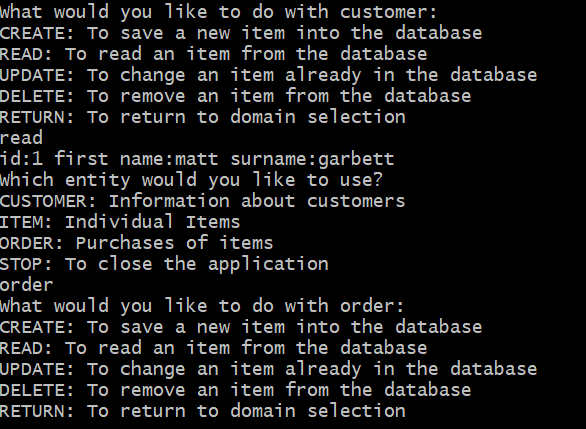 What would you like to do with customer:
CREATE: To save a new item into the database
READ: To read an item from the database
UPDATE: To change an item already in the database
DELETE: To remove an item from the database
RETURN: To return to domain selection
read
id:1 first name:matt surname:garbett
Which entity would you like to use?
CUSTOMER: Information about customers
ITEM: Individual Items
ORDER: Purchases of items
STOP: To close the application
order
What would you like to do with order:
CREATE: To save a new item into the database
READ: To read an item from the database
UPDATE: To change an item already in the database
DELETE: To remove an item from the database
RETURN: To return to domain selection